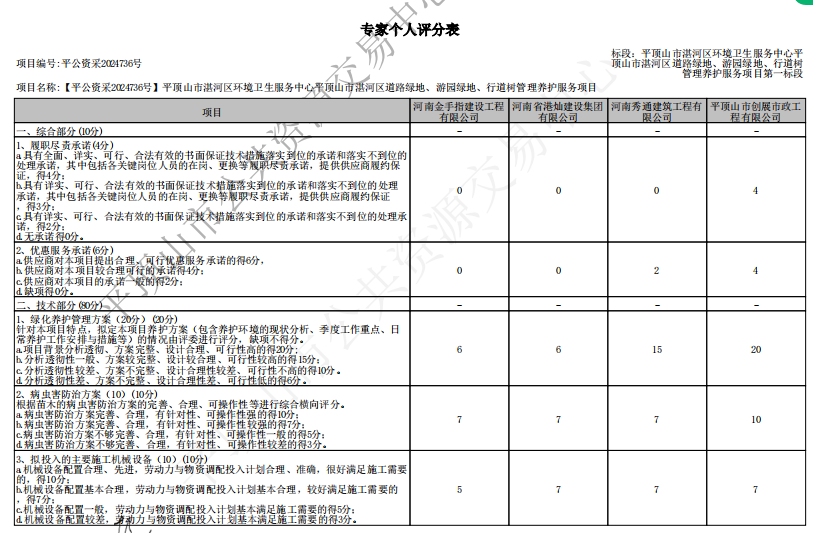 专家个人评分表
项目编号:平公资采2024736号
标段：平顶山市湛河区环境卫生服务中心平
顶山市湛河区道路绿地、游园绿地、行道树
管理养护服务项目第一标段
项目名称:【平公资采2024736号】平顶山市湛河区环境卫生服务中心平顶山市湛河区道路绿地、游园绿地、行道树管理养护服务项目
项目
河南金手指建设工程
有限公司
河南省港灿建设集团
有限公司
河南秀通建筑工程有
限公司
平顶山市创展市政工
程有限公司
一、综合部分(10分)
-
-
-
-
1、履职尽责承诺(4分)
a.具有全面、详实、可行、合法有效的书面保证技术措施落实到位的承诺和落实不到位的
处理承诺，其中包括各关键岗位人员的在岗、更换等履职尽责承诺，提供供应商履约保
证，得4分；
b.具有详实、可行、合法有效的书面保证技术措施落实到位的承诺和落实不到位的处理
承诺，其中包括各关键岗位人员的在岗、更换等履职尽责承诺，提供供应商履约保证
，得3分；
c.具有详实、可行、合法有效的书面保证技术措施落实到位的承诺和落实不到位的处理承
诺，得2分；
d.无承诺得0分。
0
0
0
4
2、优惠服务承诺(6分)
a.供应商对本项目提出合理、可行优惠服务承诺的得6分，
b.供应商对本项目较合理可行的承诺得4分；
c.供应商对本项目的承诺一般的得2分；
d.缺项得0分。
0
0
2
4
二、技术部分(80分)
-
-
-
-
1、绿化养护管理方案（20分）(20分)
针对本项目特点，拟定本项目养护方案（包含养护环境的现状分析、季度工作重点、日
常养护工作安排与措施等）的情况由评委进行评分，缺项不得分。
a.项目背景分析透彻、方案完整、设计合理、可行性高的得20分；
b.分析透彻性一般、方案较完整、设计较合理、可行性较高的得15分；
c.分析透彻性较差、方案不完整、设计合理性较差、可行性不高的得10分。
d.分析透彻性差、方案不完整、设计合理性差、可行性低的得6分。
6
6
15
20
2、病虫害防治方案（10）(10分)
根据苗木的病虫害防治方案的完善、合理、可操作性等进行综合横向评分。
a.病虫害防治方案完善、合理，有针对性、可操作性强的得10分；
b.病虫害防治方案完善、合理，有针对性、可操作性较强的得7分；
c.病虫害防治方案不够完善、合理，有针对性、可操作性一般的得5分；
d.病虫害防治方案不够完善、合理，有针对性、可操作性较差的得3分。
7
7
7
10
3、拟投入的主要施工机械设备（10）(10分)
a.机械设备配置合理、先进，劳动力与物资调配投入计划合理、准确，很好满足施工需要
的，得10分；
b.机械设备配置基本合理，劳动力与物资调配投入计划基本合理，较好满足施工需要的
，得7分；
c.机械设备配置一般，劳动力与物资调配投入计划基本满足施工需要的得5分；
d.机械设备配置较差，劳动力与物资调配投入计划基本满足施工需要的得3分。
5
7
7
7
平顶山市公共资源交易中心